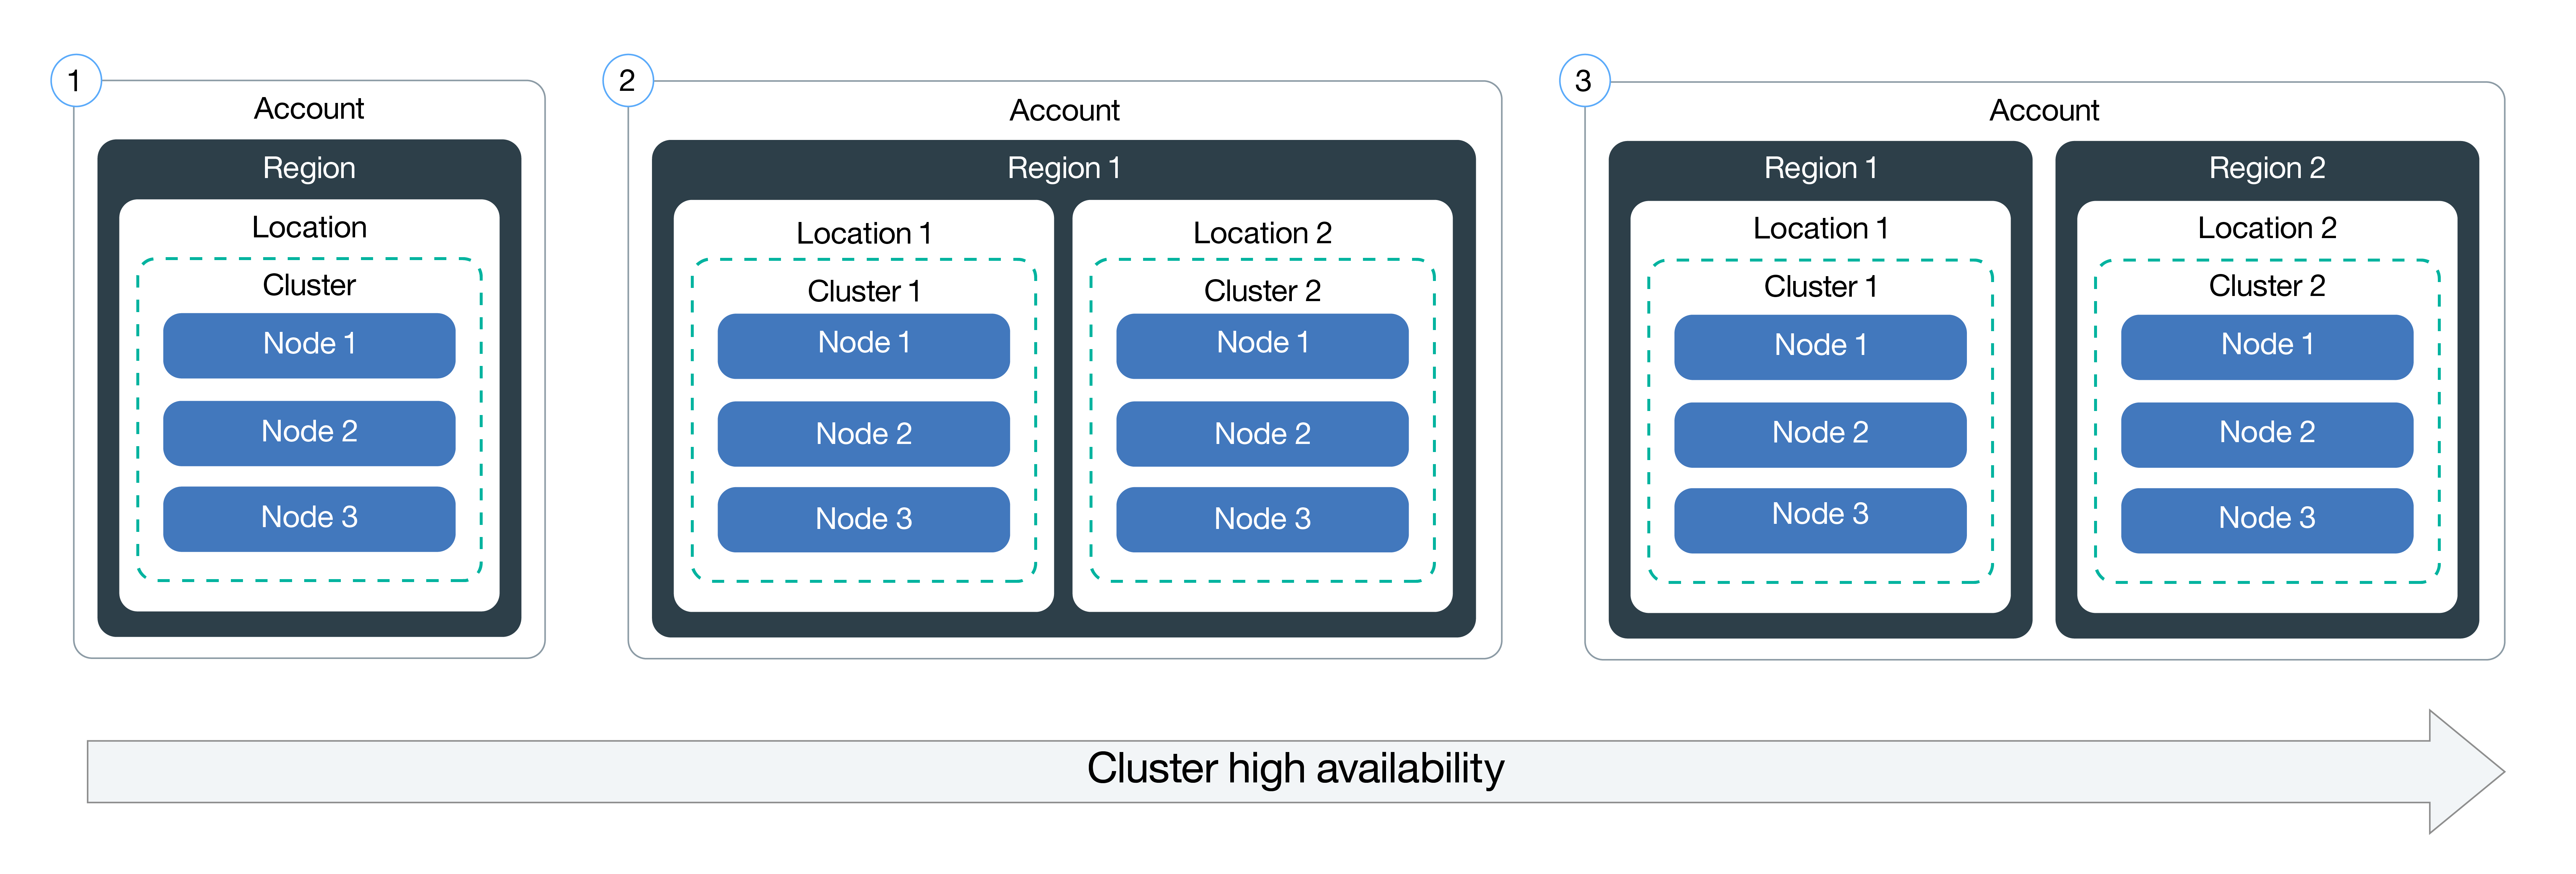 1
Account
Region
Location
Cluster
Node 1
Node 2
Node 3
2
Account
Region 1
Location 1
Cluster 1
Node 1
Node 2
Node 3
Location 2
Cluster 2
Node 1
Node 2
Node 3
3
Account
Region 1
Location 1
Cluster 1
Node 1
Node 2
Node 3
Region 2
Location 2
Cluster 2
Node 1
Node 2
Node 3
Cluster high availability